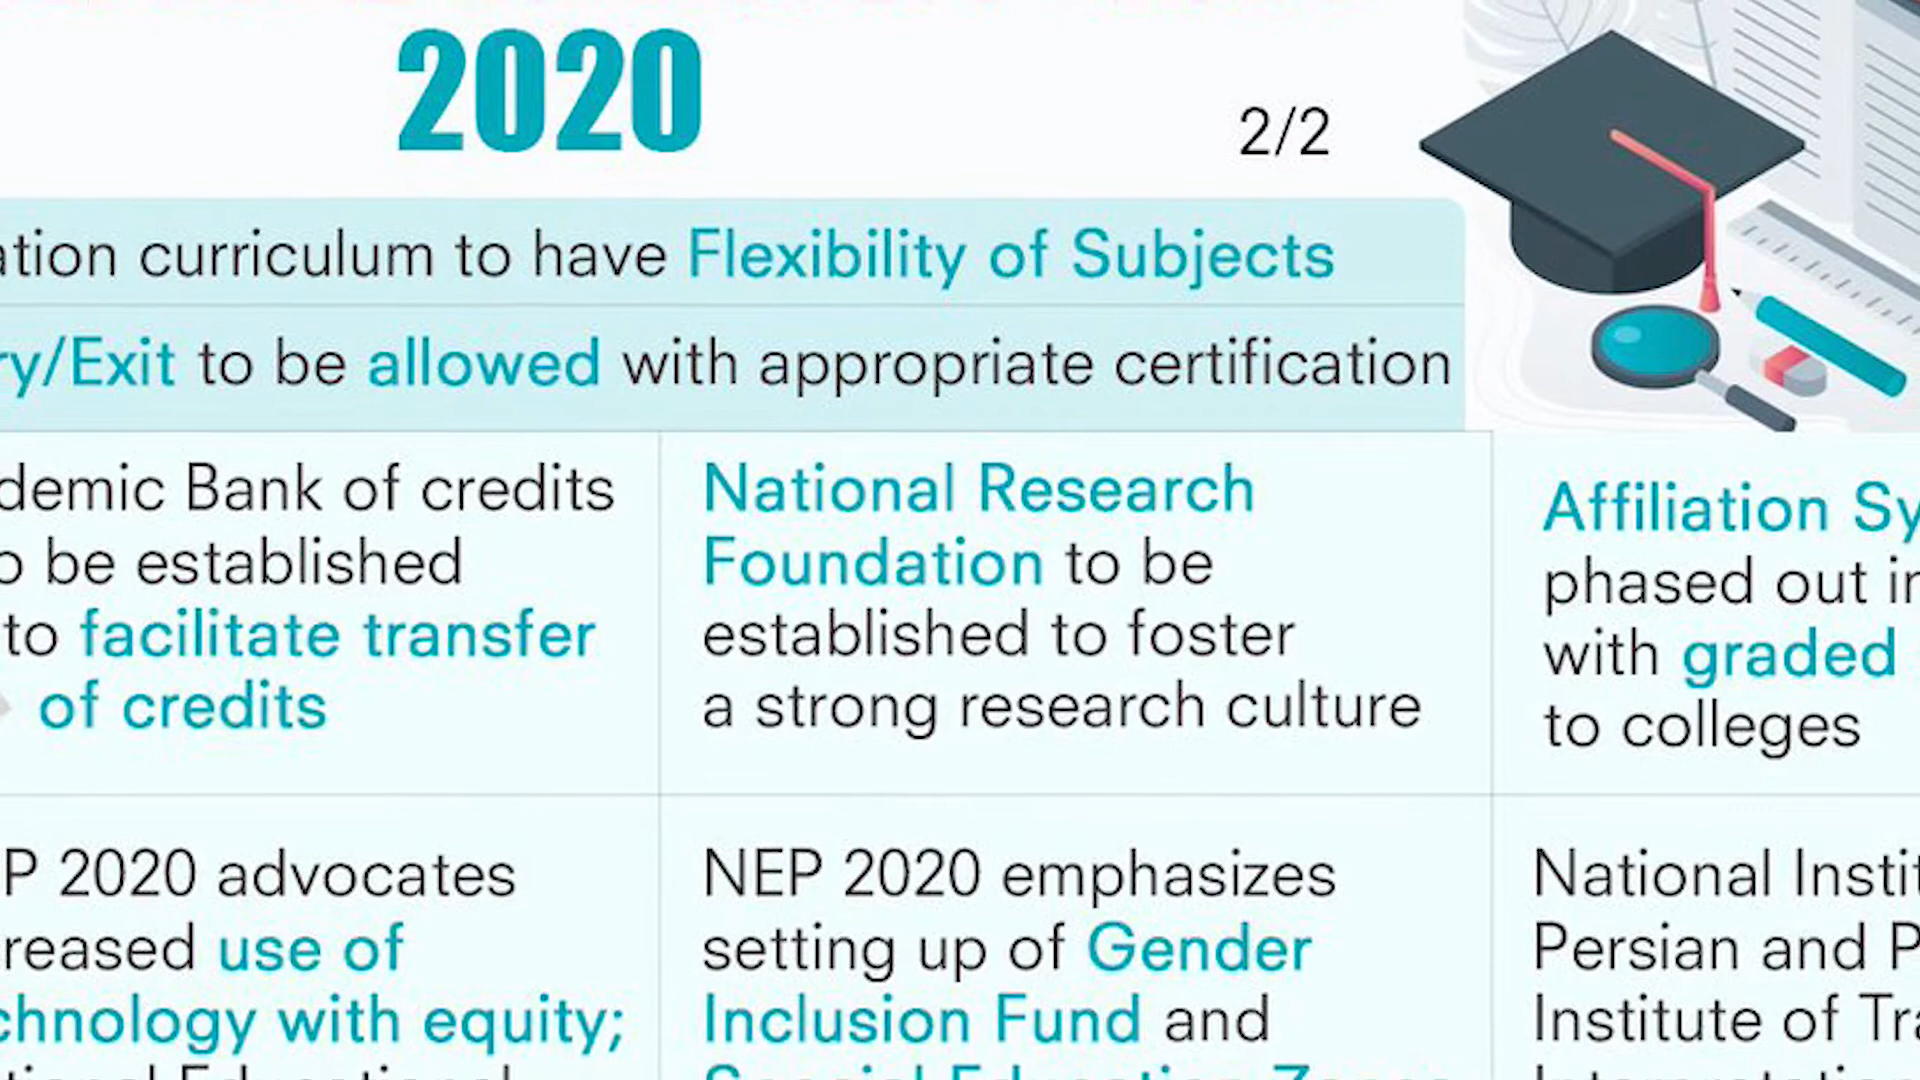 2020
2/2
ation curriculum to have Flexibility of Subjects
ry/Exit to be allowed with appropriate certification
demic Bank of credits
o be established
to facilitate transfer
of credits
National Research
Foundation to be
established to foster
a strong research culture
Affiliation Sy
phased out in
with graded
to colleges
P 2020 advocates
reased use of
chnology with equity;
NEP 2020 emphasizes
setting up of Gender
Inclusion Fund and
National Instit
Persian and P
Institute of Tra